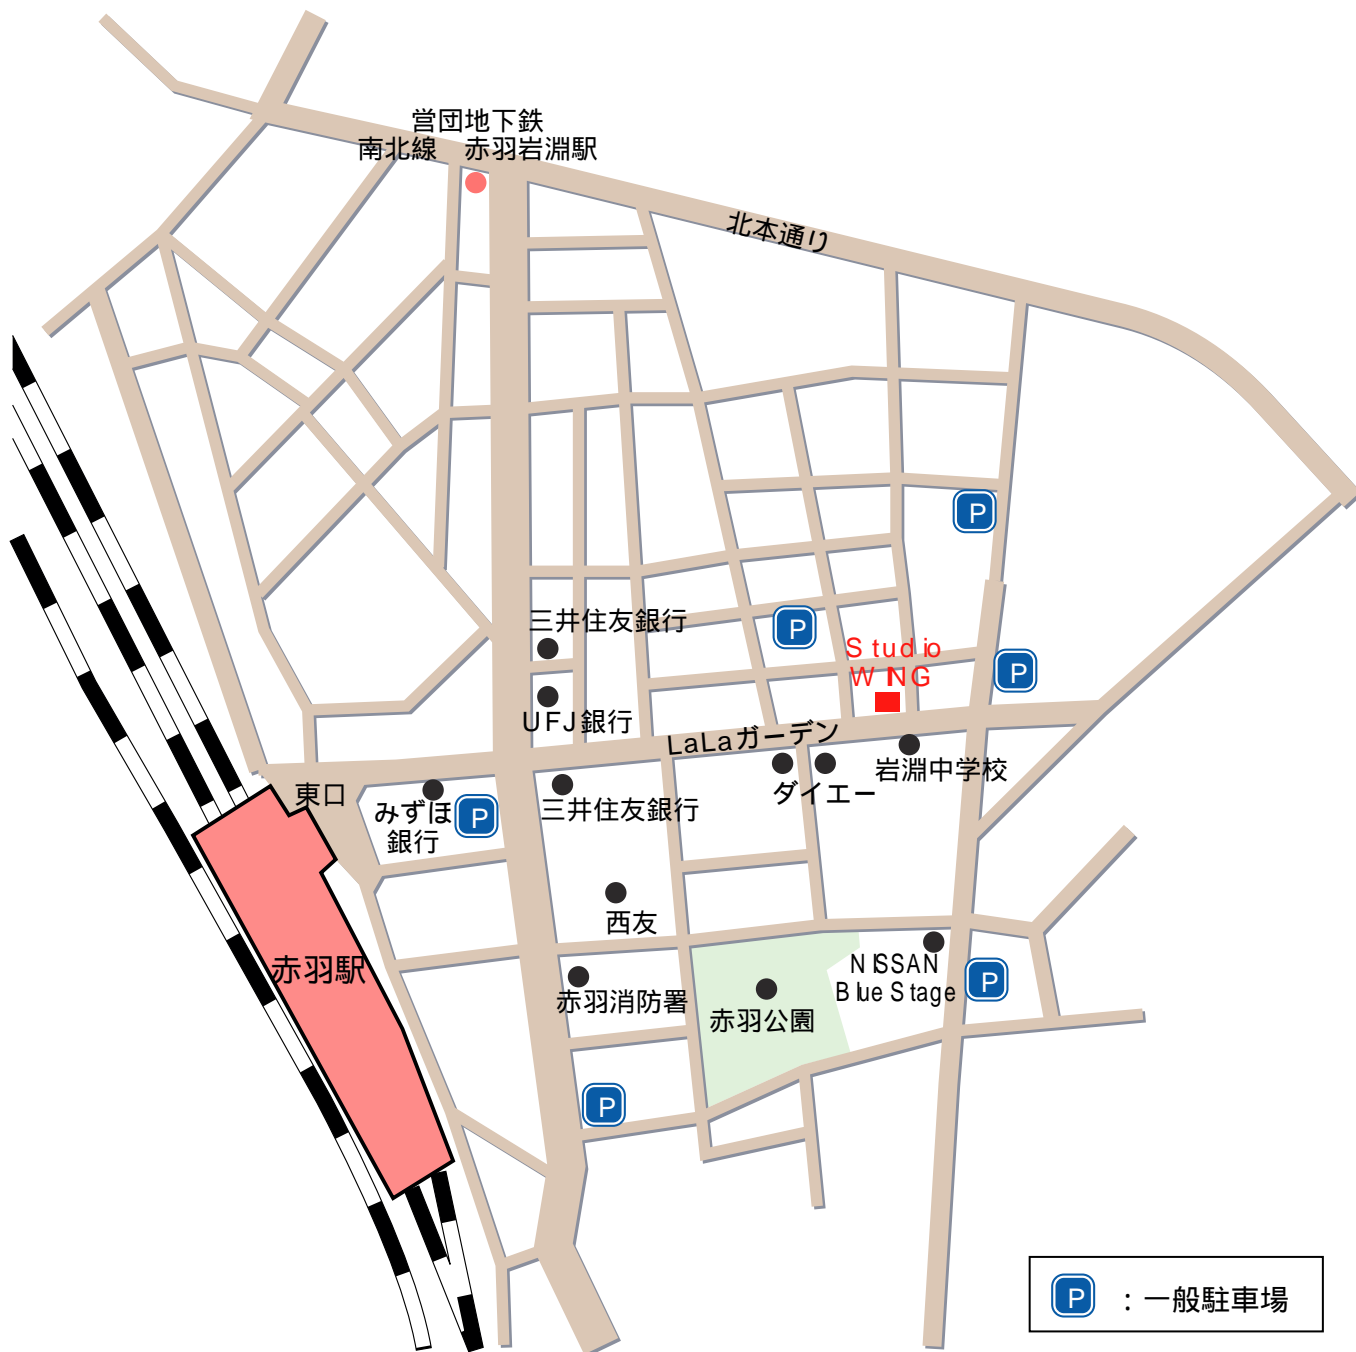 営団地下鉄
南北線　赤羽岩淵駅
北本通り
P
三井住友銀行
P
Studio
WING
P
UFJ銀行
LaLaガーデン
岩淵中学校
ダイエー
東口
みずほ
銀行
P
三井住友銀行
西友
赤羽駅
赤羽消防署
赤羽公園
NISSAN
Blue Stage
P
P
P
：一般駐車場